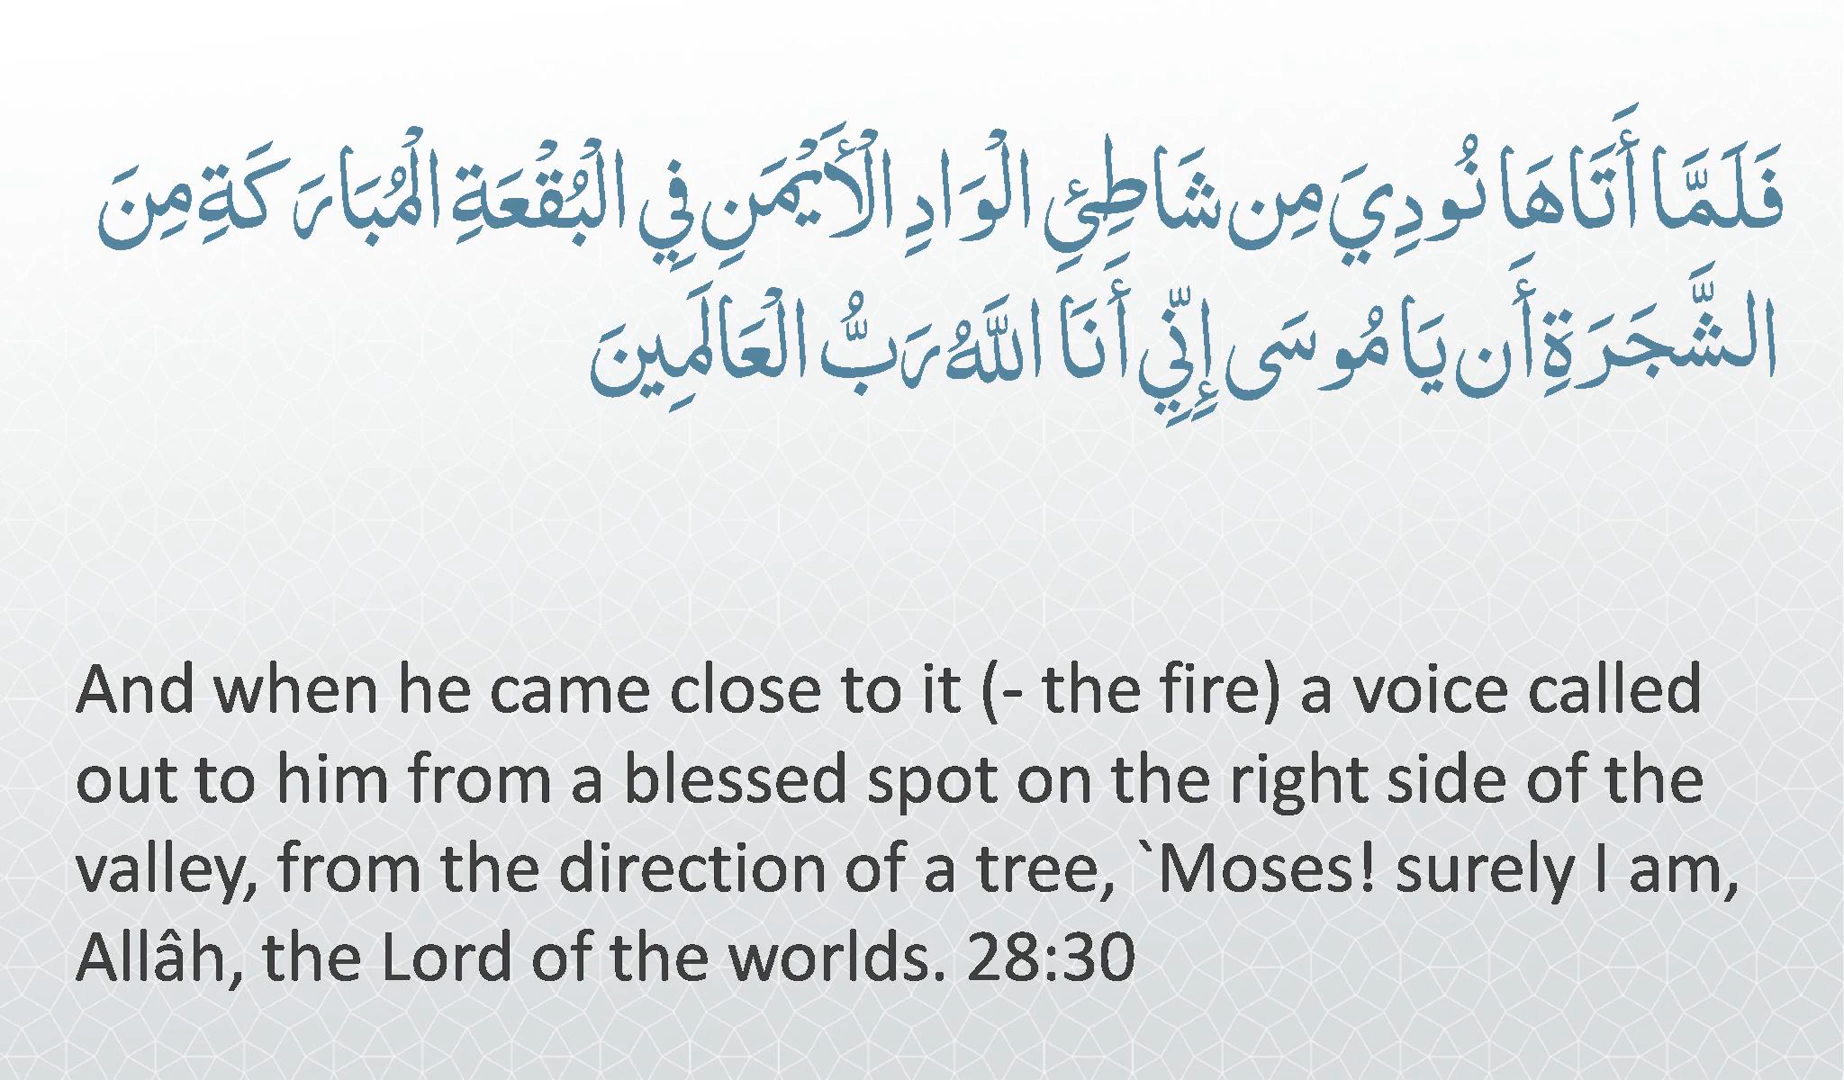 فَلَمَّا أَتَاهَا نُودِيَ مِن شَاطِئِ الْوَادِ الْأَيْمَنِ فِي الْبُقْعَةِ الْمُبَارَكَةِ مِنَ
الشَّجَرَةِ أَن يَا مُوسَى إِنِّي أَنَا اللَّهُ رَبُّ الْعَالَمِينَ
And when he came close to it (- the fire) a voice called
out to him from a blessed spot on the right side of the
valley, from the direction of a tree, `Moses! surely I am,
Allâh, the Lord of the worlds. 28:30